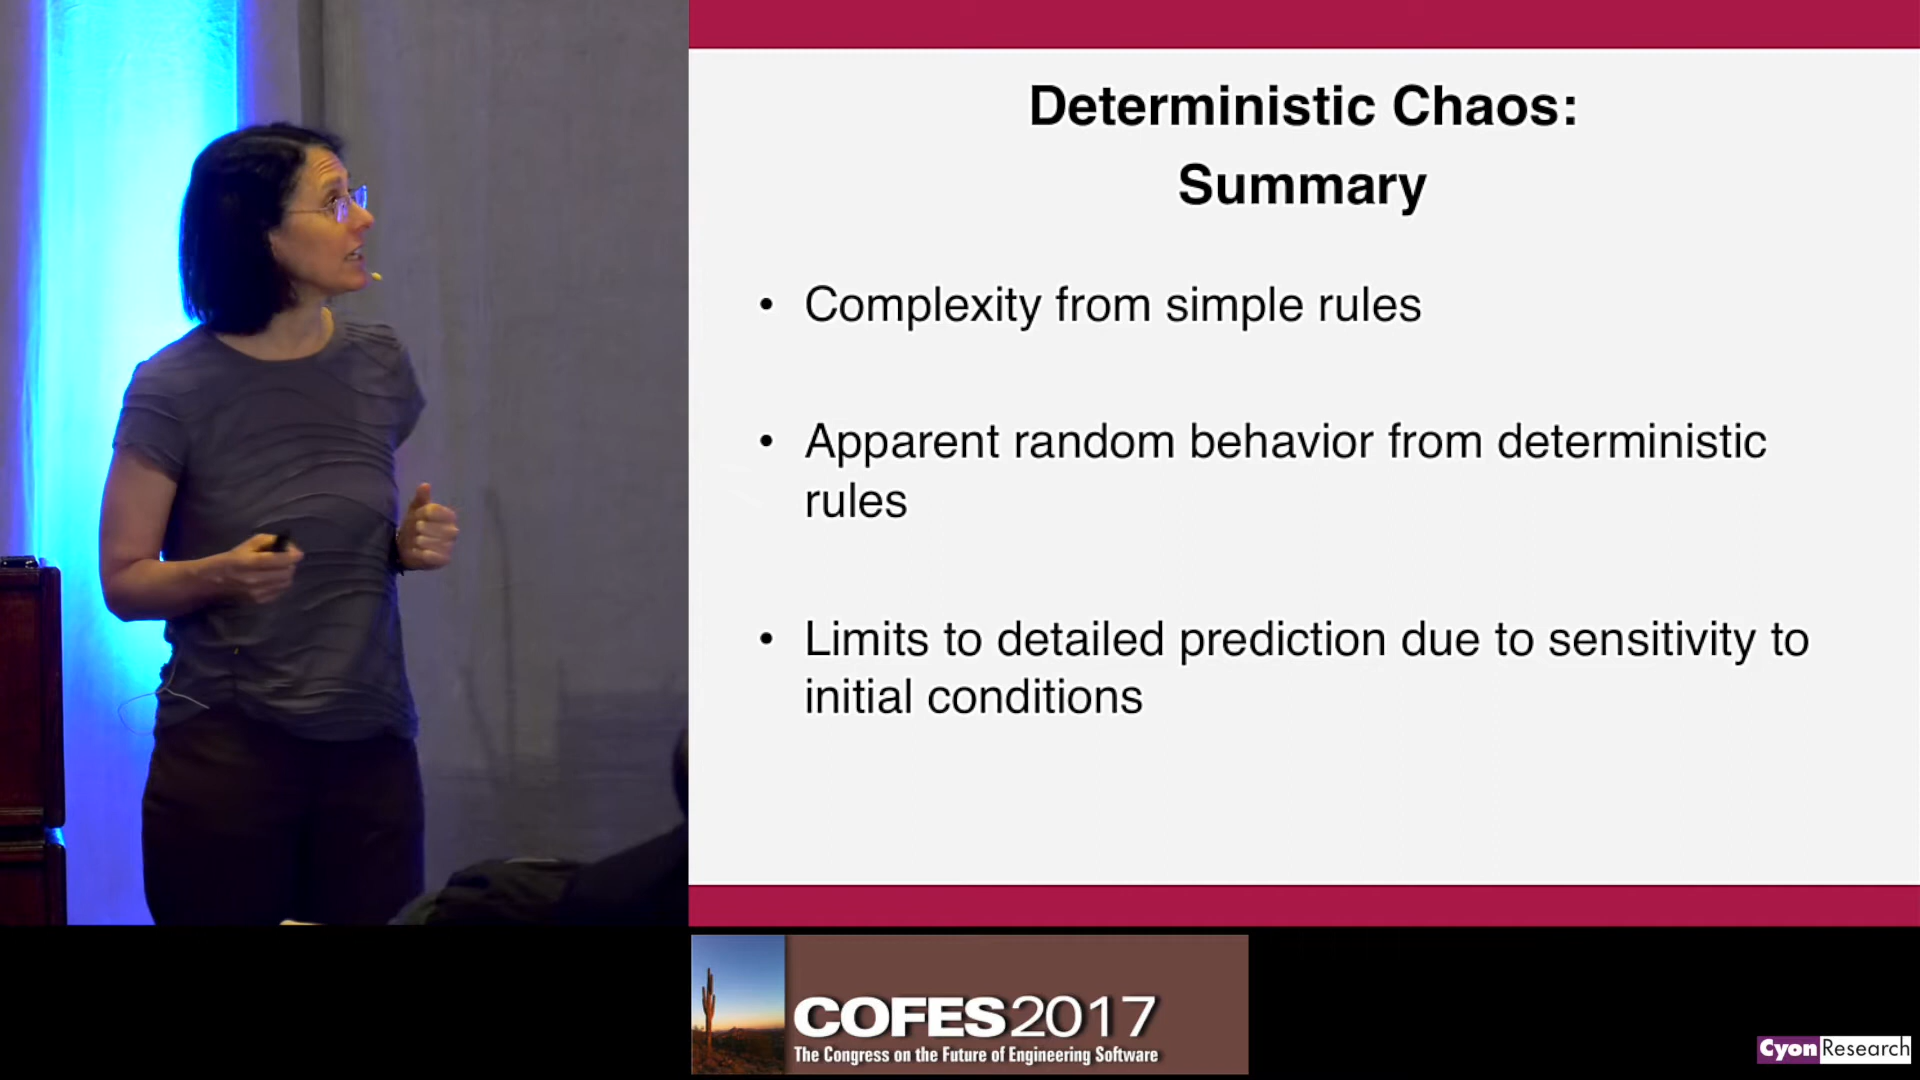 Deterministic Chaos:
Summary
• Complexity from simple rules
• Apparent random behavior from deterministic
rules
• Limits to detailed prediction due to sensitivity to
initial conditions
COFES2017
The Congress on the Future of Engineering Software
CyonResearch